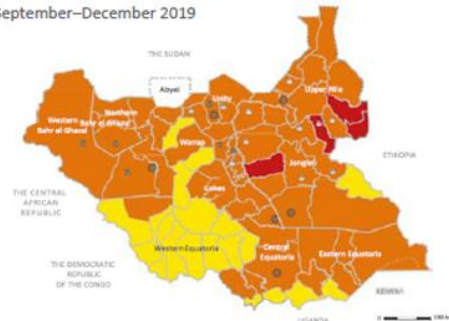 September–December 2019
THE SUDAN
Abyei
Upper Nile
Unity
Northern
Bahr el Ghazal
Western
Bahr el Ghazal
Warrap
Jonglei
ETHIOPIA
Lakes
THE CENTRAL
AFRICAN
REPUBLIC
Western Equatoria
Central
Equatoria
Eastern Equatoria
THE DEMOCRATIC
REPUBLIC
OF THE CONGO
KENYA
UGANDA
0